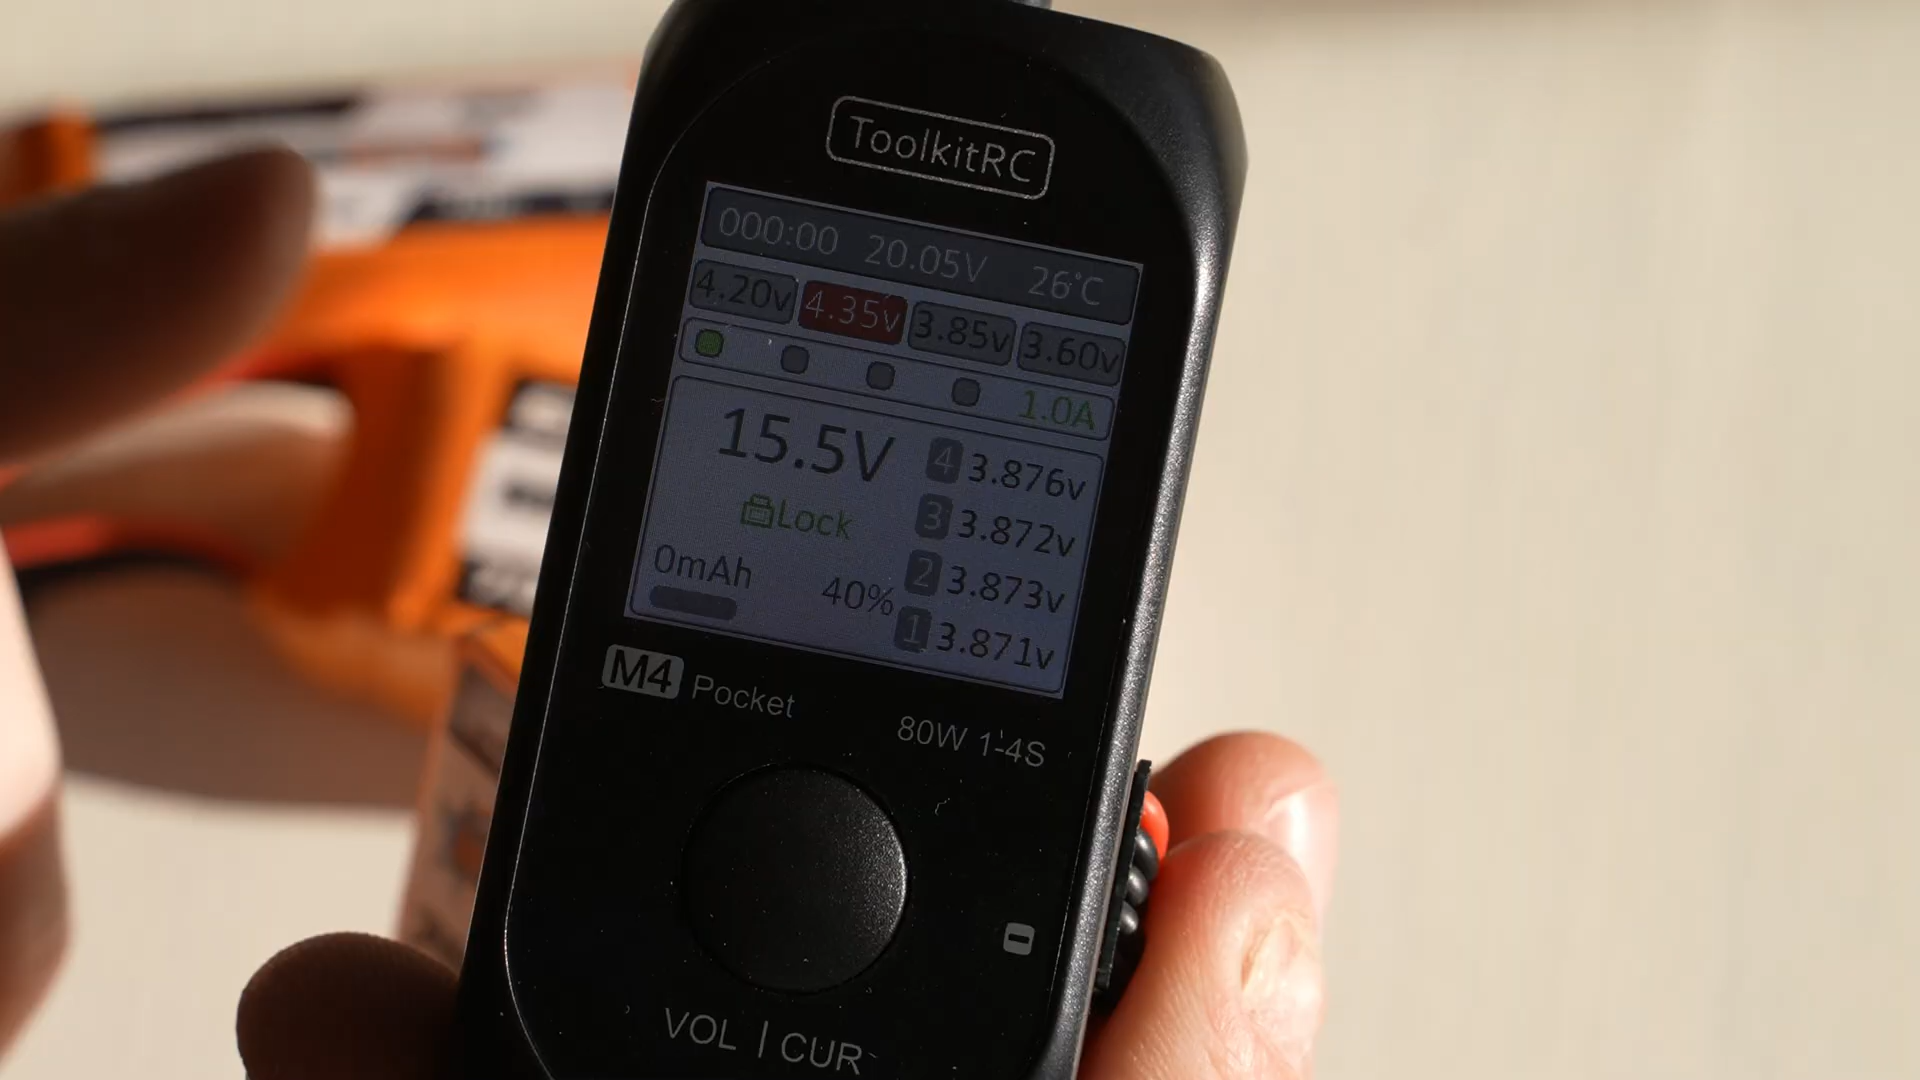 ToolkitRC
000:00 20.05V 26°C
4.20v 4.35v 3.85v 3.60v
1.0A
15.5V
Lock
0mAh
40%
4 3.876v
3 3.872v
2 3.873v
1 3.871v
M4 Pocket
80W 1-4S
VOL | CUR